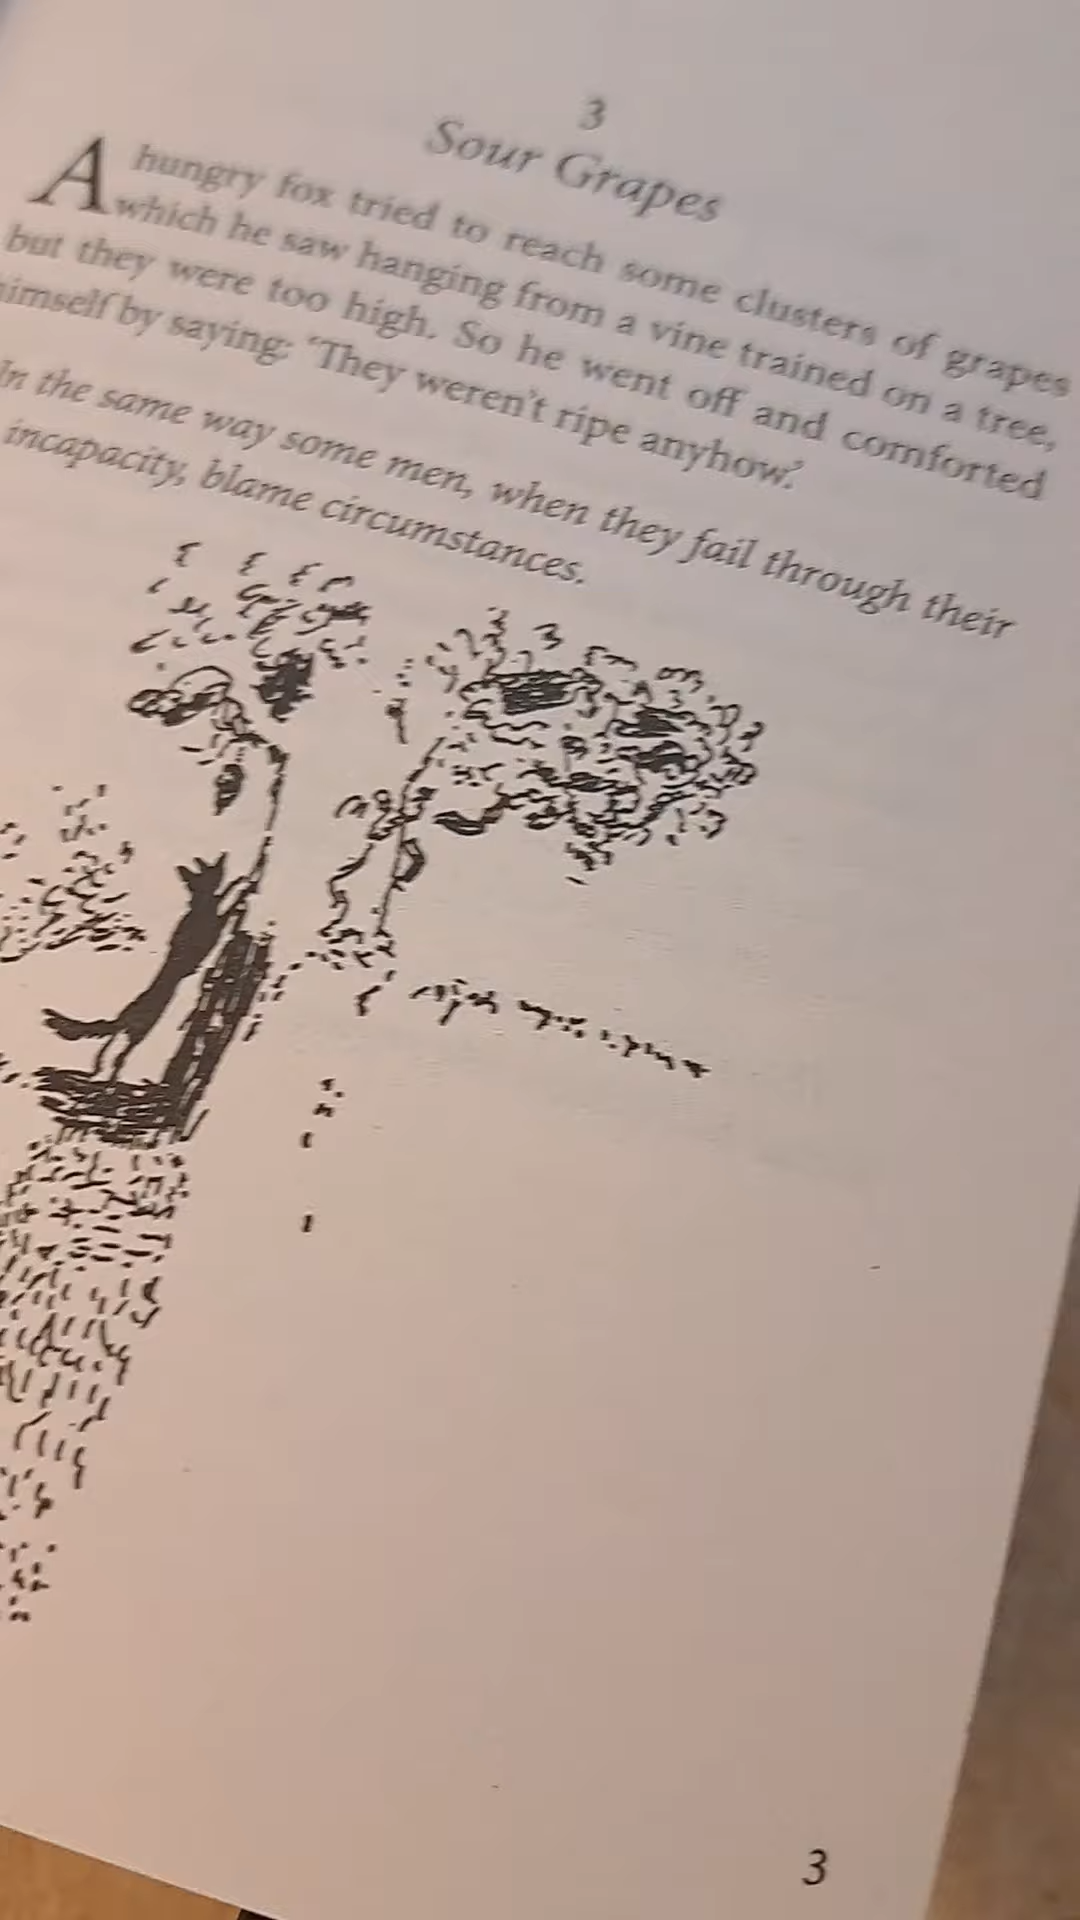 3
Sour Grapes
A hungry fox tried to reach some clusters of grapes
which he saw hanging from a vine trained on a tree,
but they were too high. So he went off and comforted
himself by saying: ‘They weren’t ripe anyhow.’
In the same way some men, when they fail through their
incapacity, blame circumstances.
3